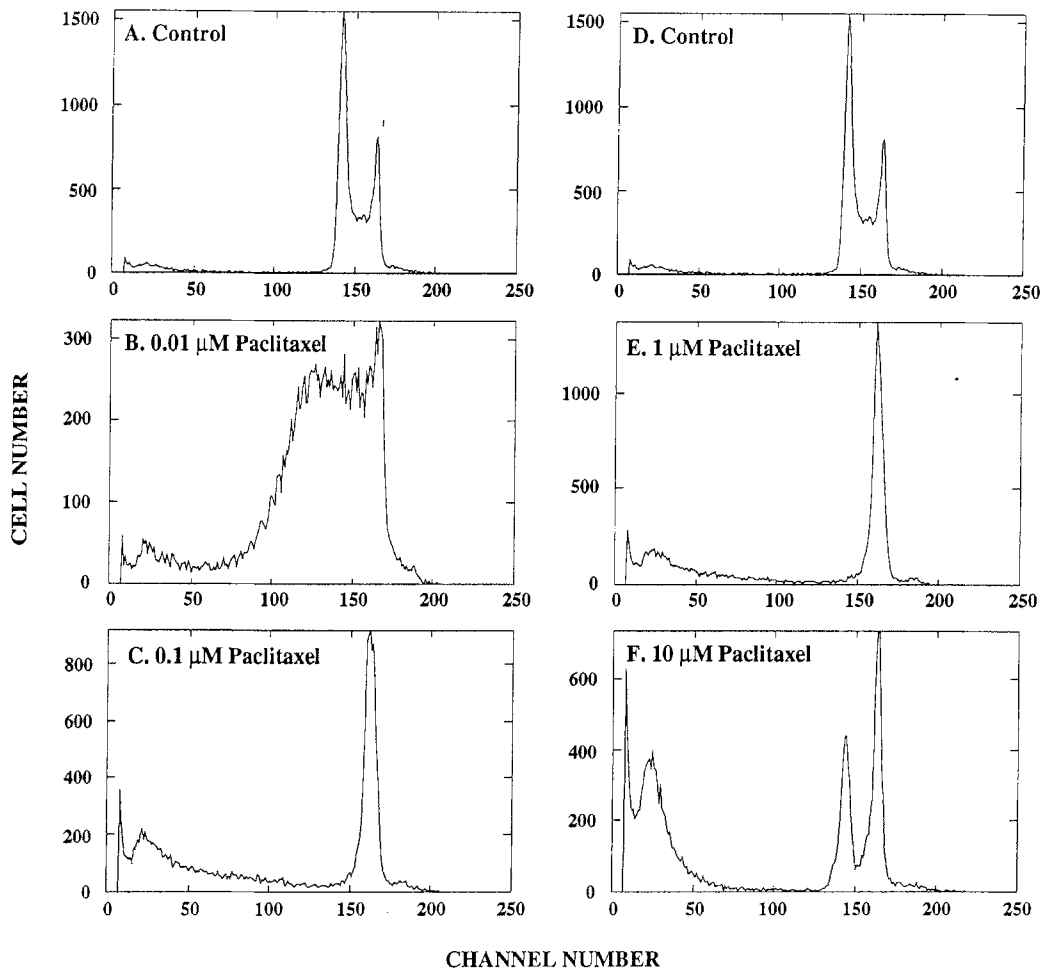 A. Control
1500
1000
500
0
0 50 100 150 200 250
D. Control
1500
1000
500
0
0 50 100 150 200 250
B. 0.01 µM Paclitaxel
300
200
100
0
0 50 100 150 200 250
E. 1 µM Paclitaxel
1000
500
0
0 50 100 150 200 250
C. 0.1 µM Paclitaxel
800
600
400
200
0
0 50 100 150 200 250
F. 10 µM Paclitaxel
600
400
200
0
0 50 100 150 200 250
CELL NUMBER
CHANNEL NUMBER